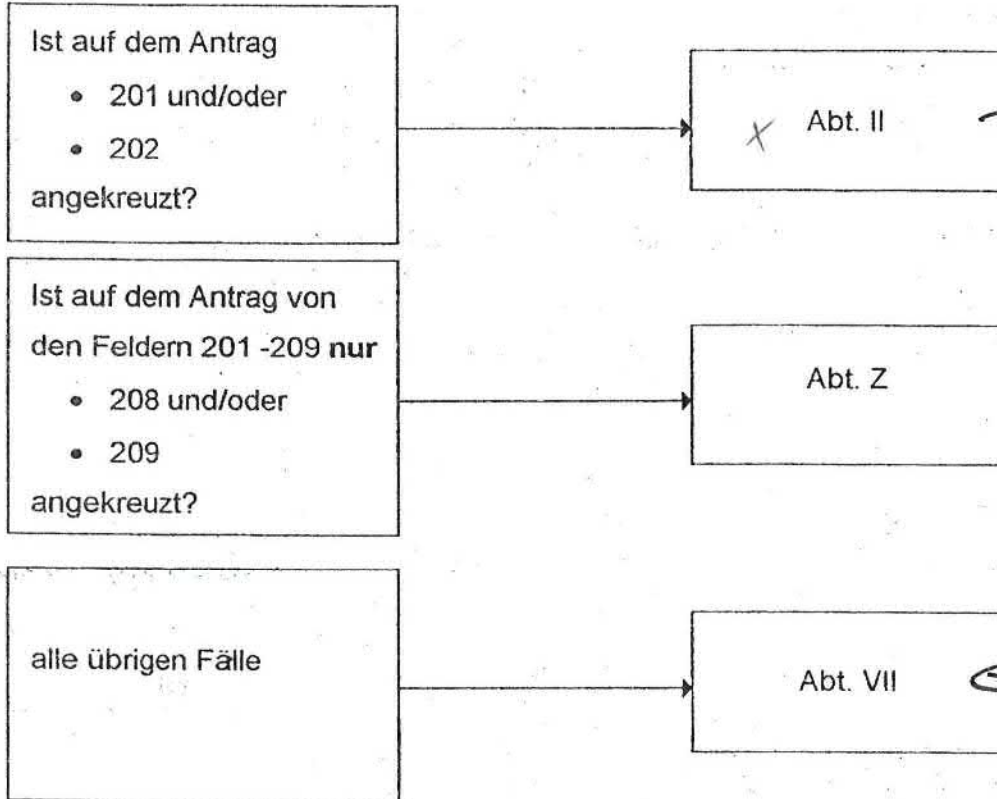 Ist auf dem Antrag
• 201 und/oder
• 202
angekreuzt?
X Abt. II
Ist auf dem Antrag von
den Feldern 201 -209 nur
• 208 und/oder
• 209
angekreuzt?
Abt. Z
alle übrigen Fälle
Abt. VII